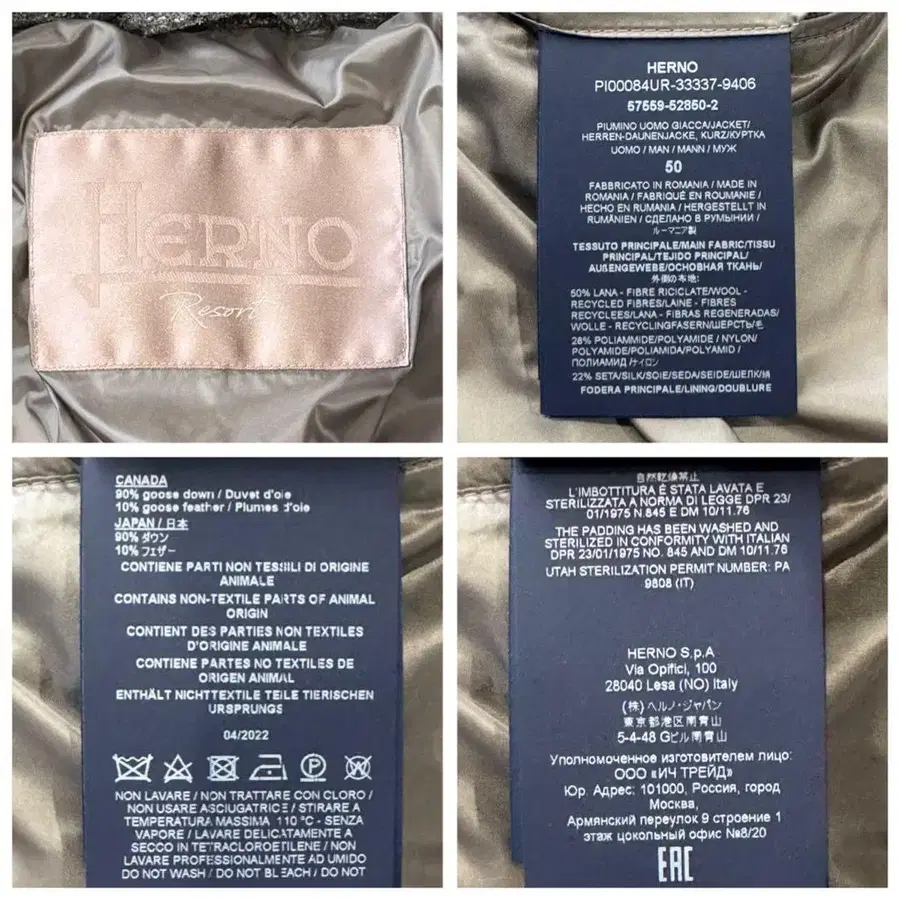 HERNO
Resort
HERNO
PI00084UR-33337-9406
57559-52850-2
PIUMINO UOMO GIACCA/JACKET/
HERREN-DAUNENJACKE, KURZ/КУРТКА
UOMO / MAN / MANN / МУЖ
50
FABBRICATO IN ROMANIA / MADE IN
ROMANIA / FABRIQUÉ EN ROUMANIE /
HECHO EN RUMANIA / HERGESTELLT IN
RUMÄNIEN / СДЕЛАНО В РУМЫНИИ /
ルーマニア製
TESSUTO PRINCIPALE/MAIN FABRIC/TISSU
PRINCIPAL/TEJIDO PRINCIPAL/
AUßENGEWEBE/ОСНОВНАЯ ТКАНЬ/
外側の布地:
50% LANA - FIBRE RICICLATE/WOOL -
RECYCLED FIBRES/LAINE - FIBRES
RECYCLEES/LANA - FIBRAS REGENERADAS/
WOLLE - RECYCLINGFASERN/ШЕРСТЬ/毛
28% POLIAMMIDE/POLYAMIDE / NYLON/
POLYAMIDE/POLIAMIDA/POLYAMID /
ПОЛИАМИД /ナイロン
22% SETA/SILK/SOIE/SEDA/SEIDE/ШЕЛК/絹
FODERA PRINCIPALE/LINING/DOUBLURE
CANADA
90% goose down / Duvet d'oie
10% goose feather / Plumes d'oie
JAPAN / 日本
90% ダウン
10% フェザー
CONTIENE PARTI NON TESSILI DI ORIGINE
ANIMALE
CONTAINS NON-TEXTILE PARTS OF ANIMAL
ORIGIN
CONTIENT DES PARTIES NON TEXTILES
D'ORIGINE ANIMALE
CONTIENE PARTES NO TEXTILES DE
ORIGEN ANIMAL
ENTHÄLT NICHTTEXTILE TEILE TIERISCHEN
URSPRUNGS
04/2022
NON LAVARE / NON TRATTARE CON CLORO /
NON USARE ASCIUGATRICE / STIRARE A
TEMPERATURA MASSIMA 110 °C - SENZA
VAPORE / LAVARE DELICATAMENTE A
SECCO IN TETRACLOROETILENE / NON
LAVARE PROFESSIONALMENTE AD UMIDO
DO NOT WASH / DO NOT BLEACH / DO NOT
自然乾燥禁止
L'IMBOTTITURA È STATA LAVATA E
STERILIZZATA A NORMA DI LEGGE DPR 23/
01/1975 N 845 E DM 10/11.76
THE PADDING HAS BEEN WASHED AND
STERILIZED IN CONFORMITY WITH ITALIAN
DPR 23/01/1975 NO. 845 AND DM 10/11.76
UTAH STERILIZATION PERMIT NUMBER: PA
9808 (IT)
HERNO S.p.A
Via Opifici, 100
28040 Lesa (NO) Italy
(株) ヘルノ・ジャパン
東京都港区南青山
5-4-48 Gビル南青山
Уполномоченное изготовителем лицо:
ООО «ИЧ ТРЕЙД»
Юр. Адрес: 101000, Россия, город
Москва,
Армянский переулок 9 строение 1
этаж цокольный офис №8/20
EAC